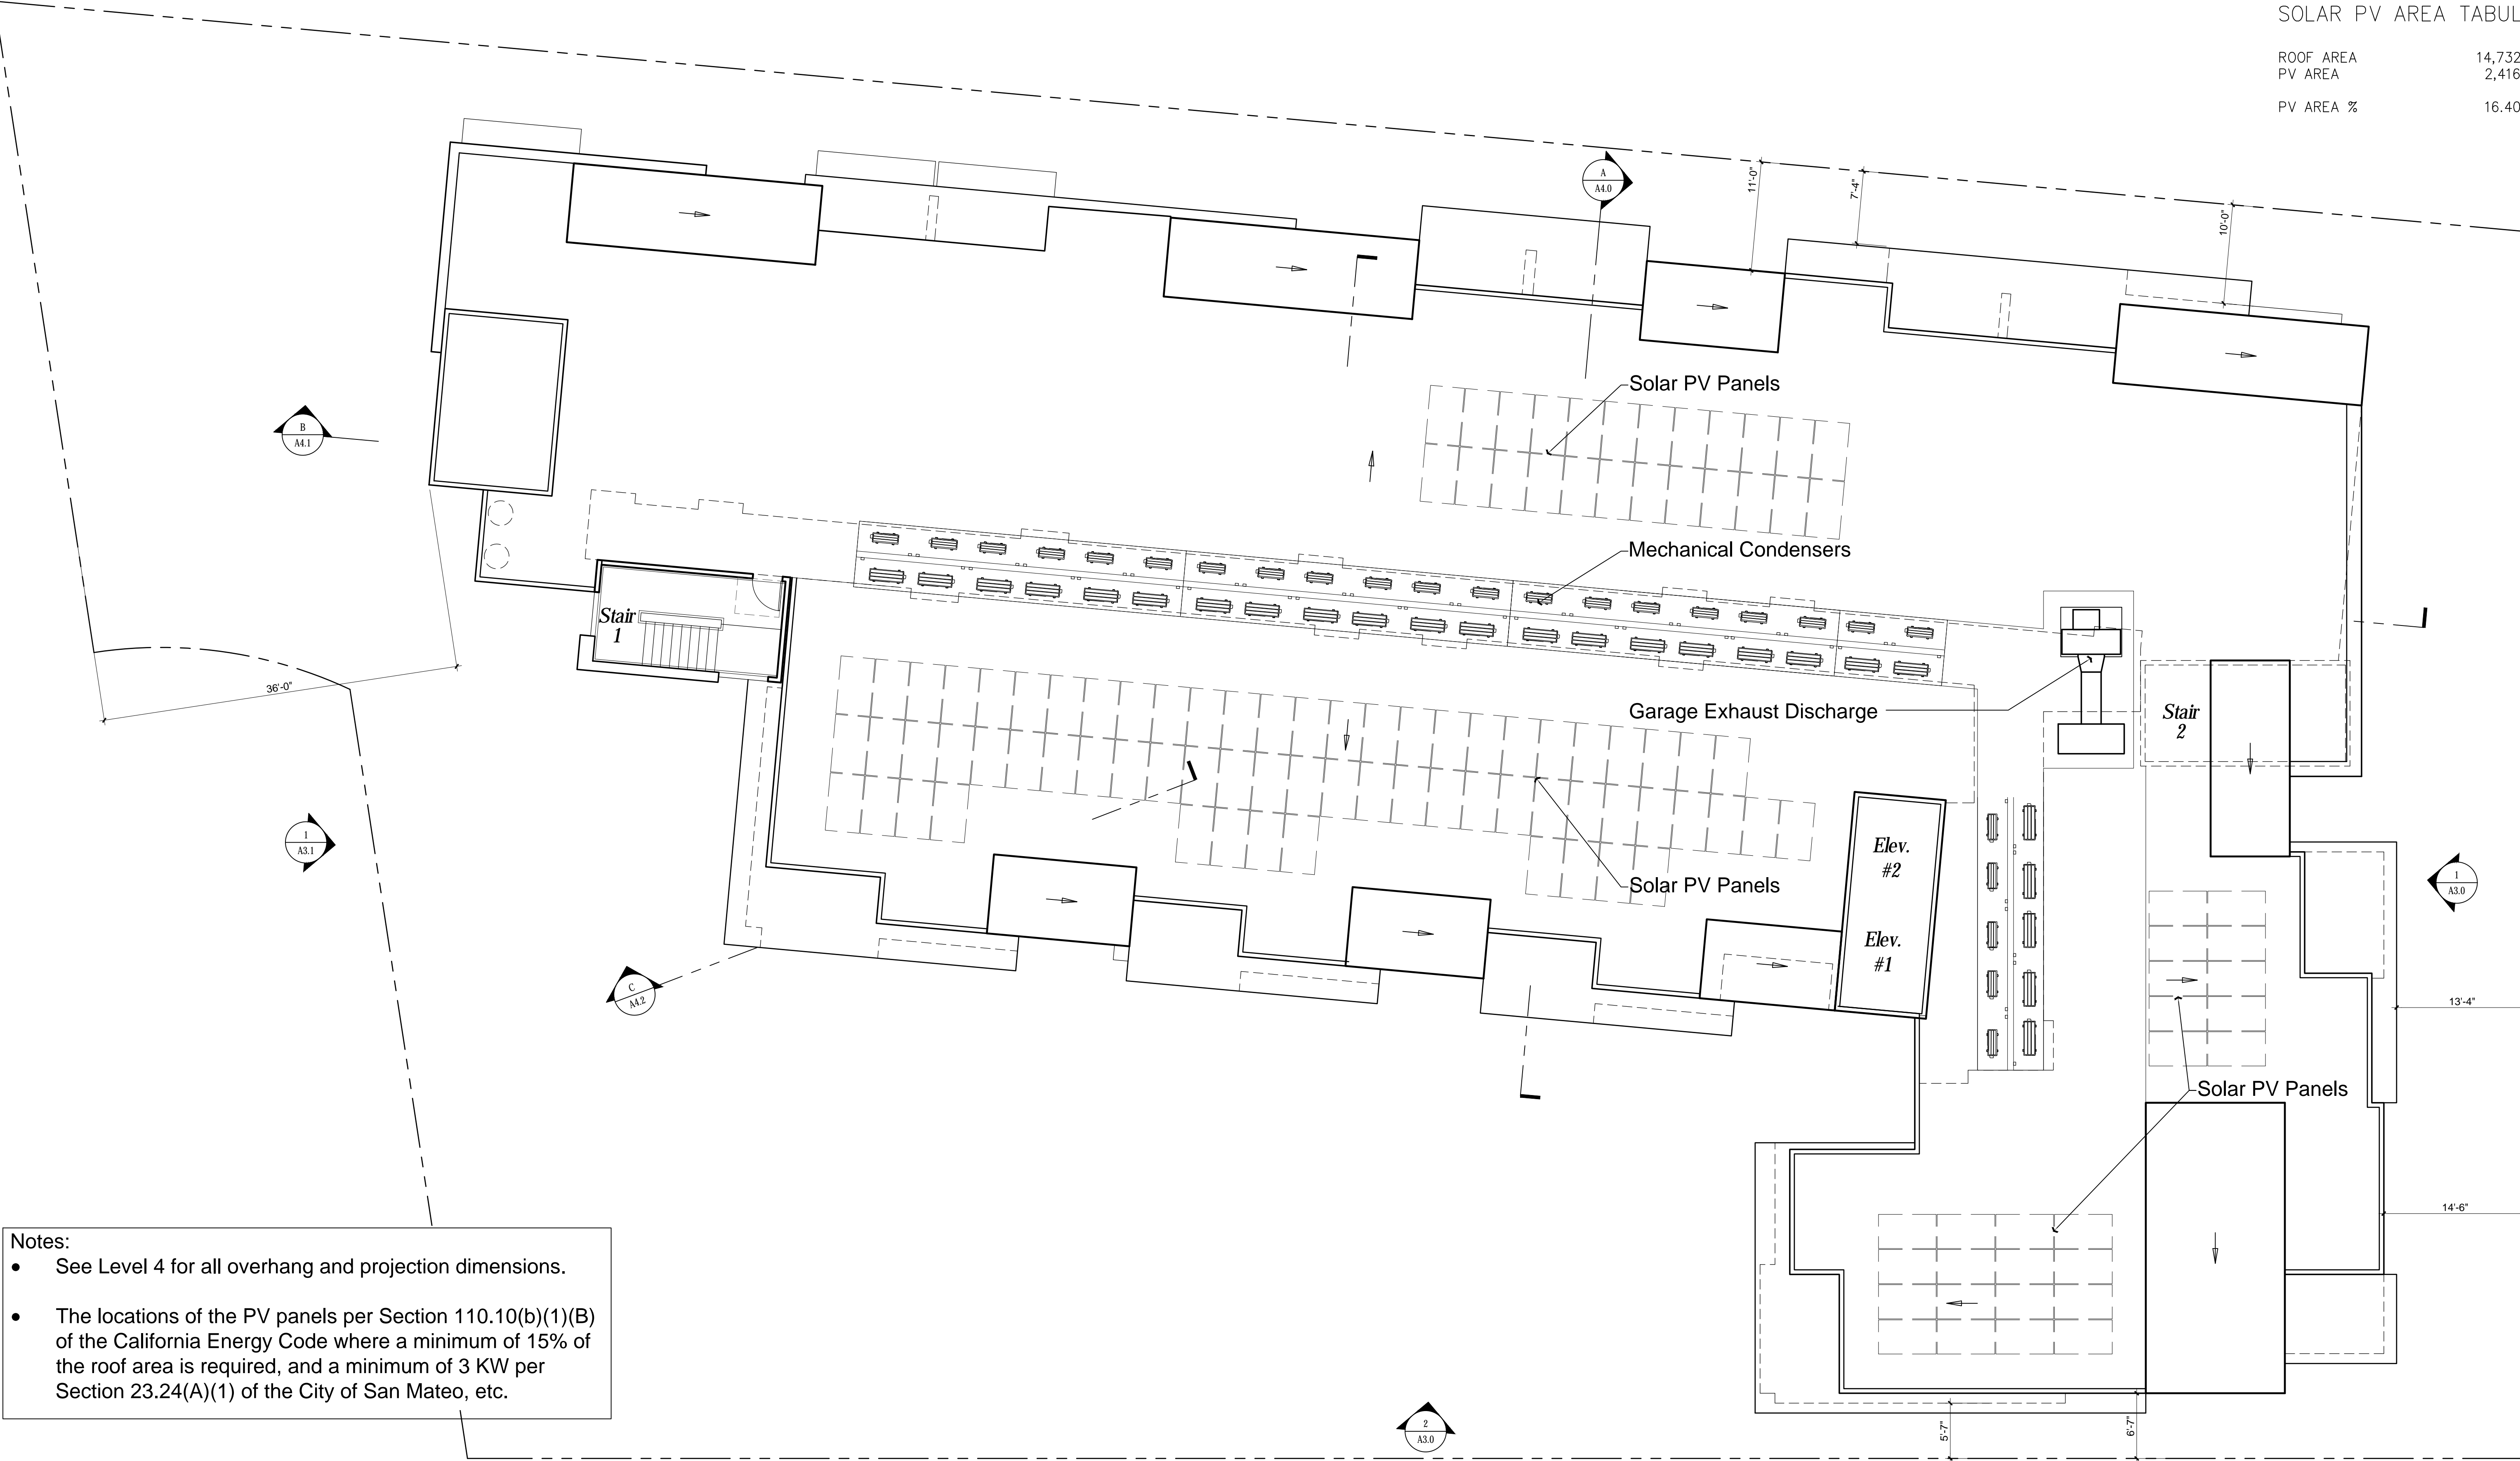 SOLAR PV AREA TABUL
ROOF AREA 14,732
PV AREA 2,416
PV AREA % 16.40
A
A4.0
11'-0"
7'-4"
10'-0"
Solar PV Panels
B
A4.1
Mechanical Condensers
Stair
1
36'-0"
Garage Exhaust Discharge
Stair
2
1
A3.1
Elev.
#2
Solar PV Panels
1
A3.0
Elev.
#1
C
A4.2
13'-4"
Solar PV Panels
14'-6"
Notes:
● See Level 4 for all overhang and projection dimensions.
● The locations of the PV panels per Section 110.10(b)(1)(B)
of the California Energy Code where a minimum of 15% of
the roof area is required, and a minimum of 3 KW per
Section 23.24(A)(1) of the City of San Mateo, etc.
2
A3.0
5'-7"
6'-7"